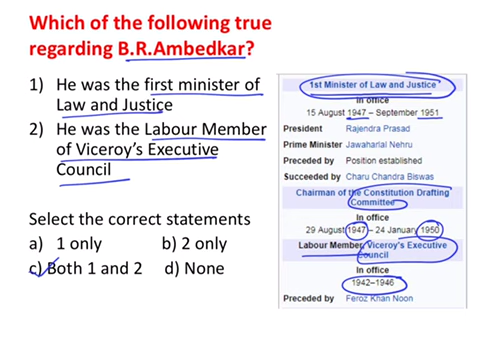 Which of the following true
regarding B.R.Ambedkar?
1) He was the first minister of
Law and Justice
2) He was the Labour Member
of Viceroy's Executive
Council
Select the correct statements
a) 1 only b) 2 only
c) Both 1 and 2 d) None
1st Minister of Law and Justice
In office
15 August 1947 – September 1951
President Rajendra Prasad
Prime Minister Jawaharlal Nehru
Preceded by Position established
Succeeded by Charu Chandra Biswas
Chairman of the Constitution Drafting
Committee
In office
29 August 1947 – 24 January 1950
Labour Member, Viceroy's Executive
Council
In office
1942–1946
Preceded by Feroz Khan Noon